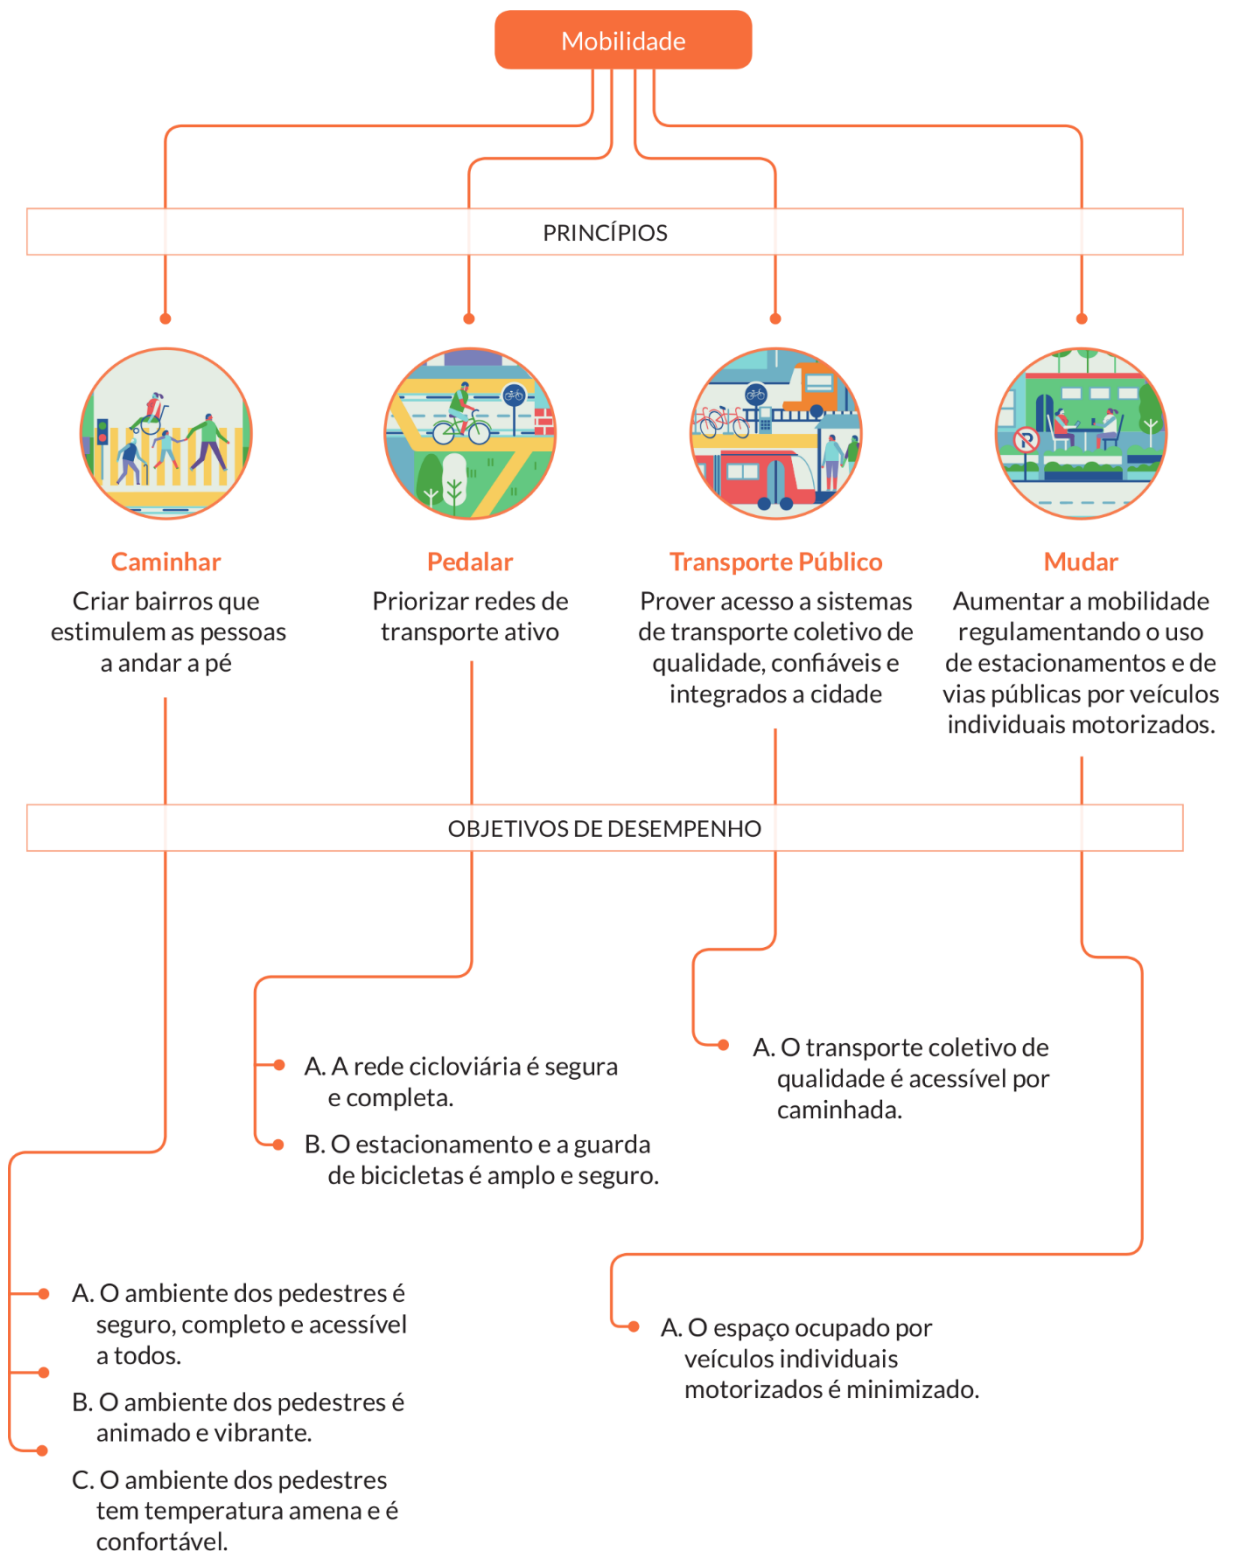 Mobilidade
PRINCÍPIOS
Caminhar
Criar bairros que
estimulem as pessoas
a andar a pé
Pedalar
Priorizar redes de
transporte ativo
Transporte Público
Prover acesso a sistemas
de transporte coletivo de
qualidade, confiáveis e
integrados a cidade
Mudar
Aumentar a mobilidade
regulamentando o uso
de estacionamentos e de
vias públicas por veículos
individuais motorizados.
OBJETIVOS DE DESEMPENHO
A. A rede cicloviária é segura
e completa.
B. O estacionamento e a guarda
de bicicletas é amplo e seguro.
A. O transporte coletivo de
qualidade é acessível por
caminhada.
A. O ambiente dos pedestres é
seguro, completo e acessível
a todos.
B. O ambiente dos pedestres é
animado e vibrante.
C. O ambiente dos pedestres
tem temperatura amena e é
confortável.
A. O espaço ocupado por
veículos individuais
motorizados é minimizado.
P